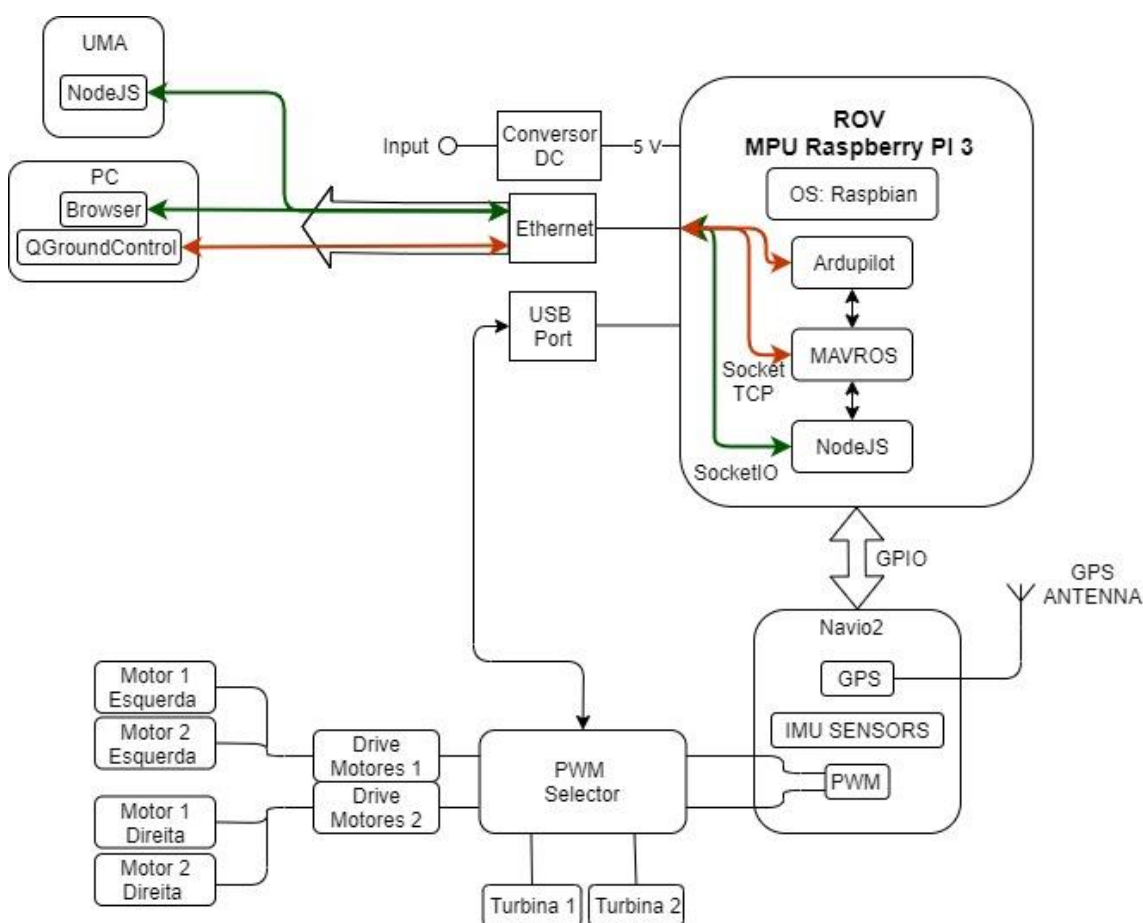 UMA
NodeJS
PC
Browser
QGroundControl
Input
Conversor
DC
5 V
Ethernet
USB
Port
ROV
MPU Raspberry PI 3
OS: Raspbian
Ardupilot
MAVROS
Socket
TCP
NodeJS
SocketIO
GPIO
GPS
ANTENNA
Navio2
GPS
IMU SENSORS
PWM
Motor 1
Esquerda
Motor 2
Esquerda
Drive
Motores 1
PWM
Selector
Motor 1
Direita
Drive
Motores 2
Motor 2
Direita
Turbina 1
Turbina 2